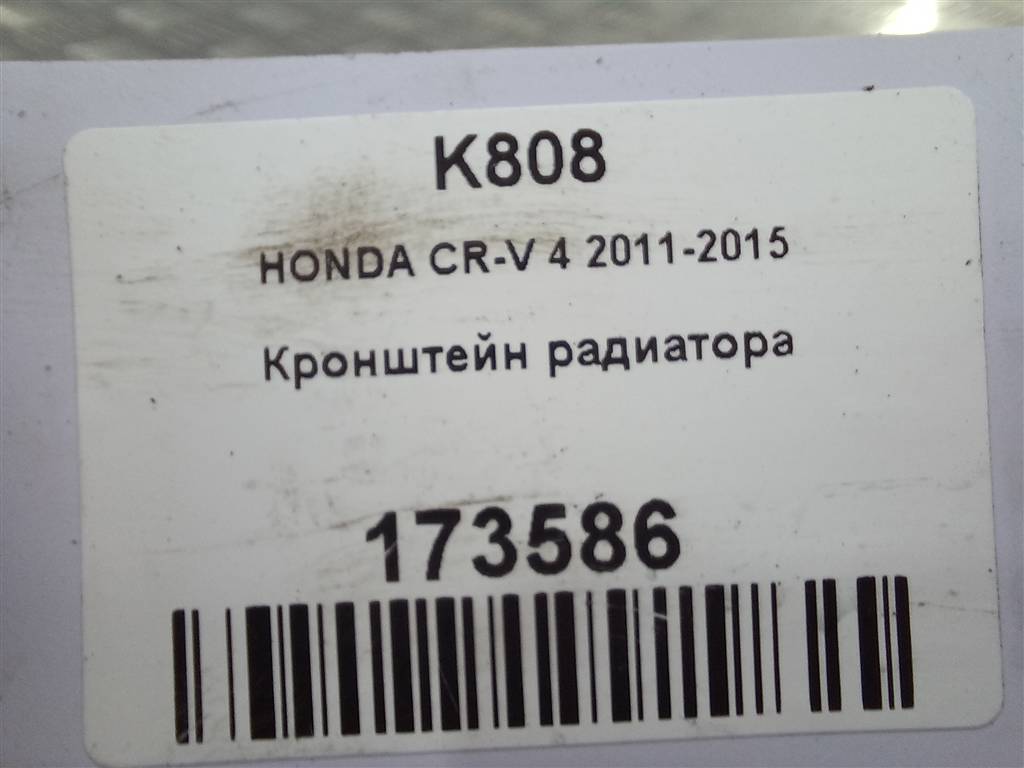 K808
HONDA CR-V 4 2011-2015
Кронштейн радиатора
173586